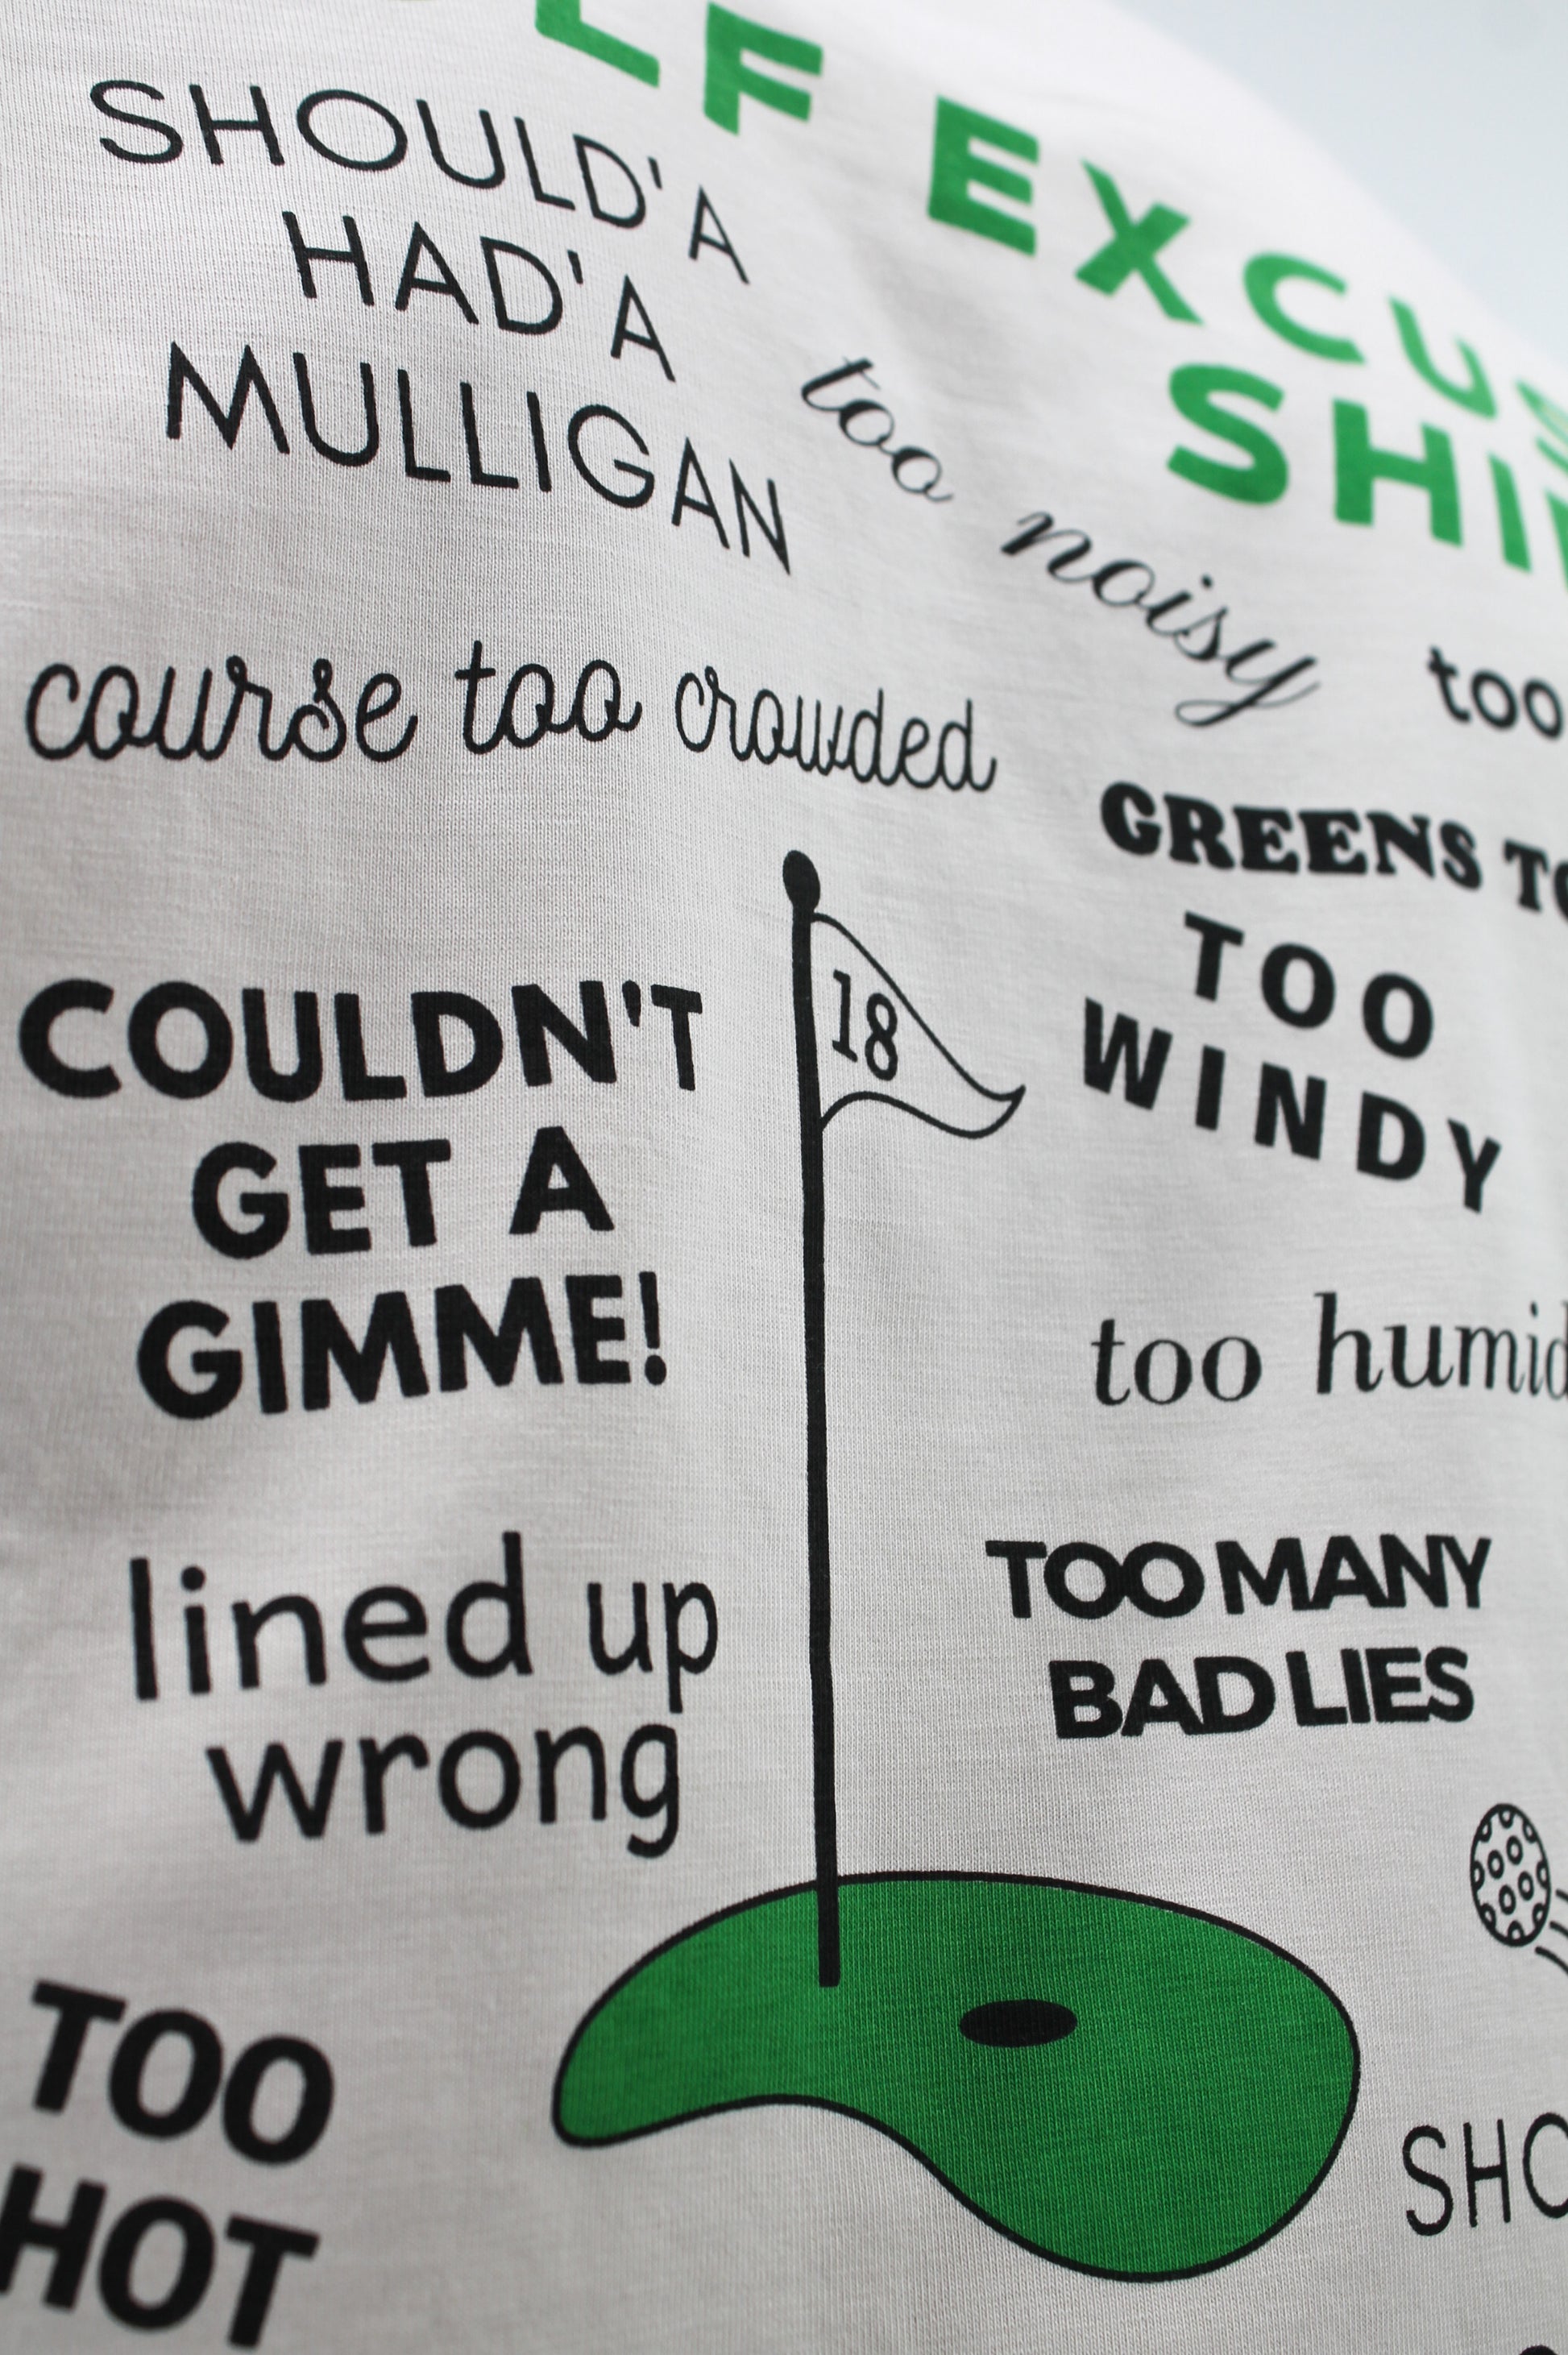 EXCUS
SHOULD'A
HAD'A
MULLIGAN
too noisy
too
course too crowded
GREENS
TOO
WINDY
18
COULDN'T
GET A
GIMME!
too humid
lined up
wrong
TOO MANY
BAD LIES
TOO
HOT